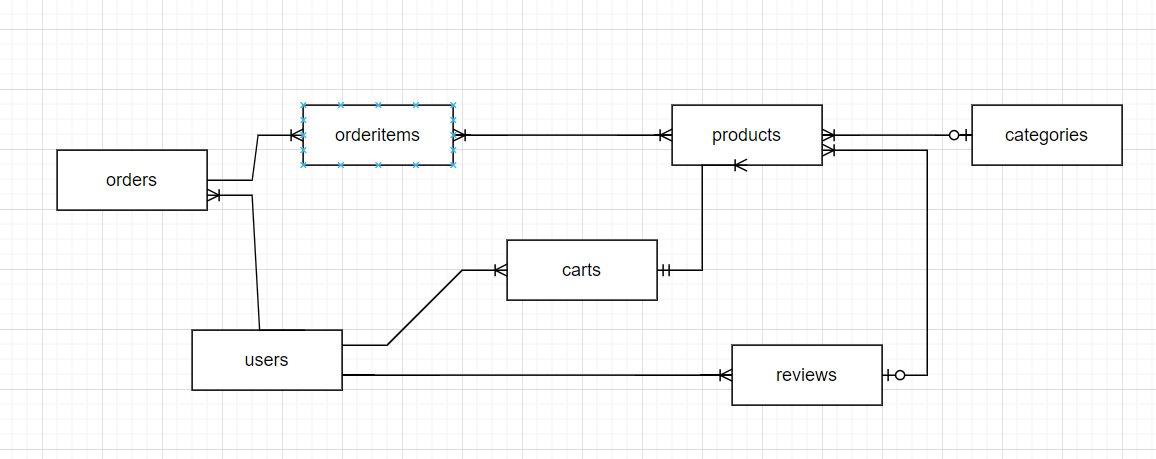 orderitems
products
categories
orders
carts
users
reviews